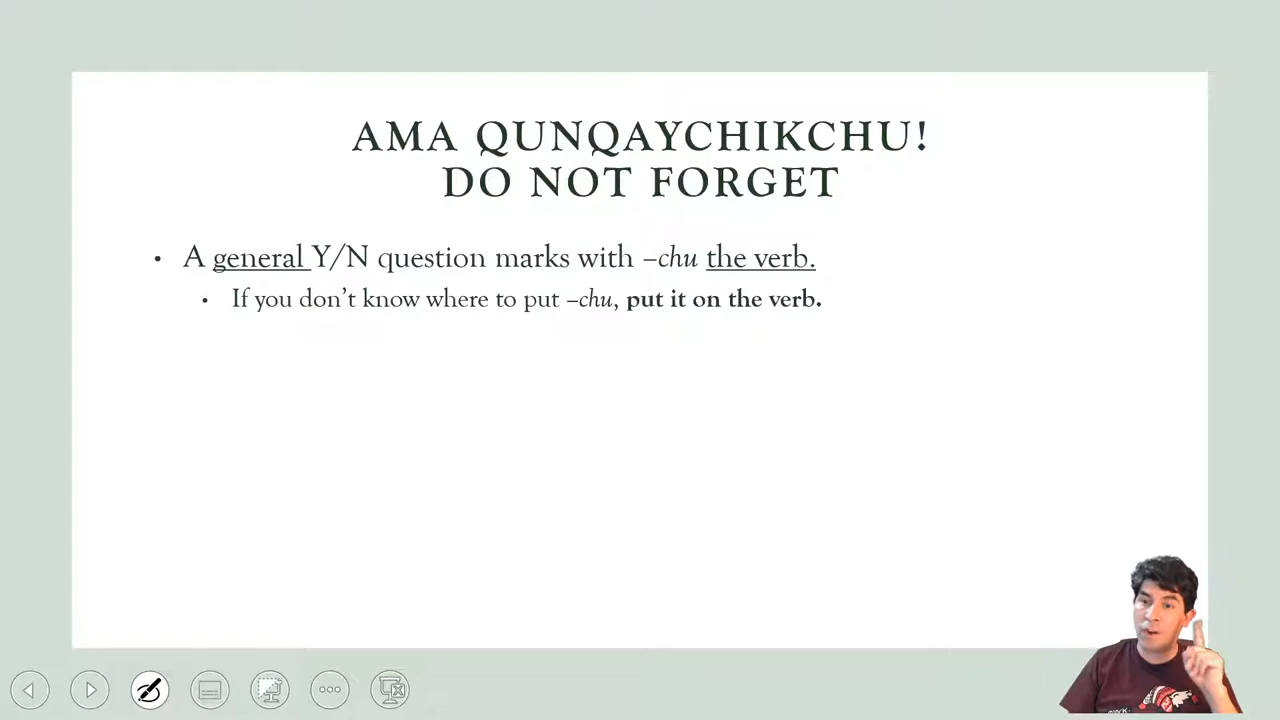 AMA QUNQAYCHIKCHU!
DO NOT FORGET
• A general Y/N question marks with –chu the verb.
• If you don’t know where to put –chu, put it on the verb.